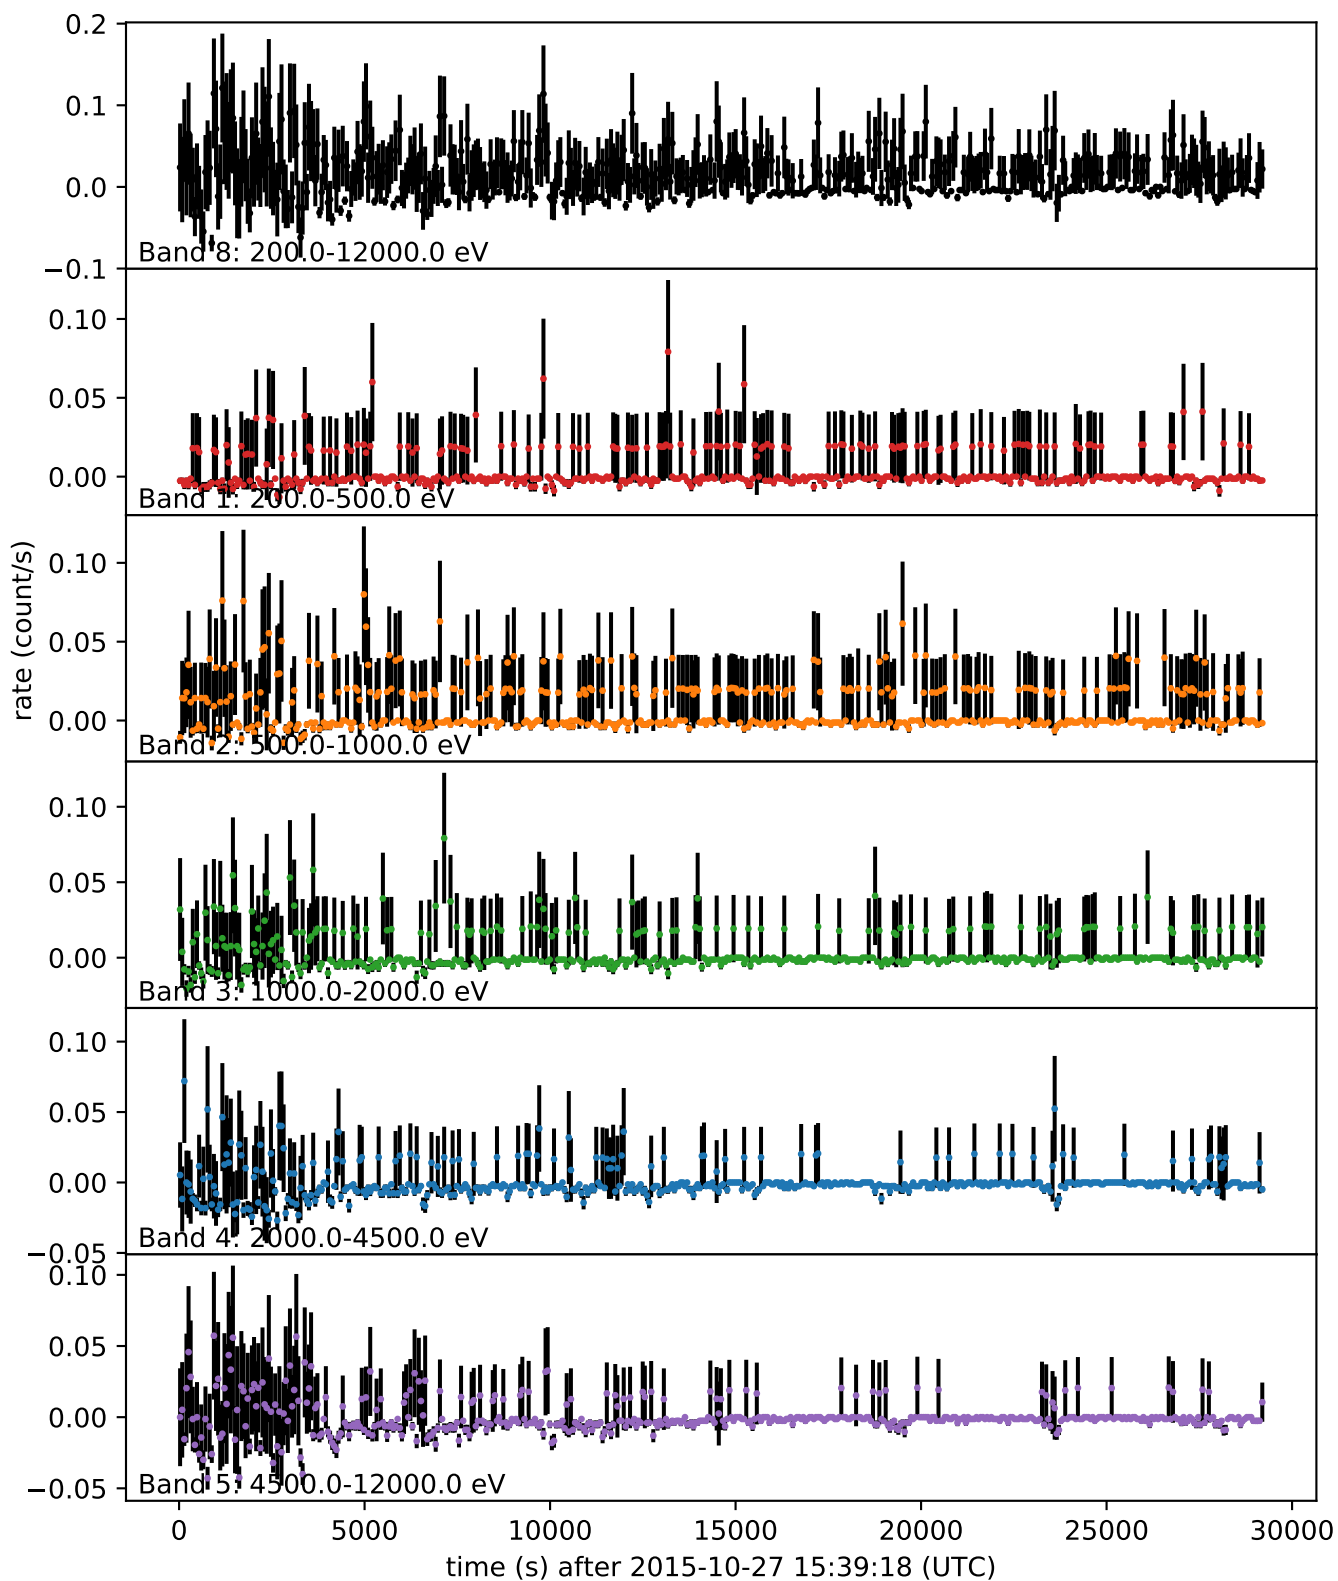 0.2
0.1
0.0
−0.1
Band 8: 200.0-12000.0 eV
0.10
0.05
0.00
Band 1: 200.0-500.0 eV
0.10
0.05
0.00
Band 2: 500.0-1000.0 eV
rate (count/s)
0.10
0.05
0.00
Band 3: 1000.0-2000.0 eV
0.10
0.05
0.00
−0.05
Band 4: 2000.0-4500.0 eV
0.10
0.05
0.00
−0.05
Band 5: 4500.0-12000.0 eV
0 5000 10000 15000 20000 25000 30000
time (s) after 2015-10-27 15:39:18 (UTC)